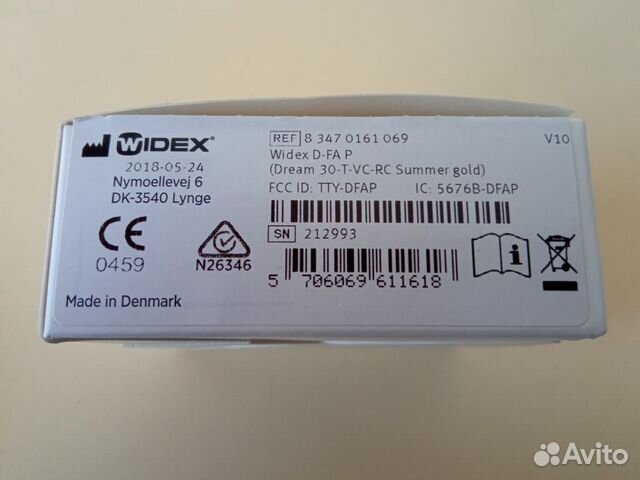 WIDEX®
2018-05-24
Nymoellevej 6
DK-3540 Lynge
CE
0459
N26346
Made in Denmark
REF 8 347 0161 069
V10
Widex D-FA P
(Dream 30-T-VC-RC Summer gold)
FCC ID: TTY-DFAP IC: 5676B-DFAP
SN 212993
5 706069 611618
Avito